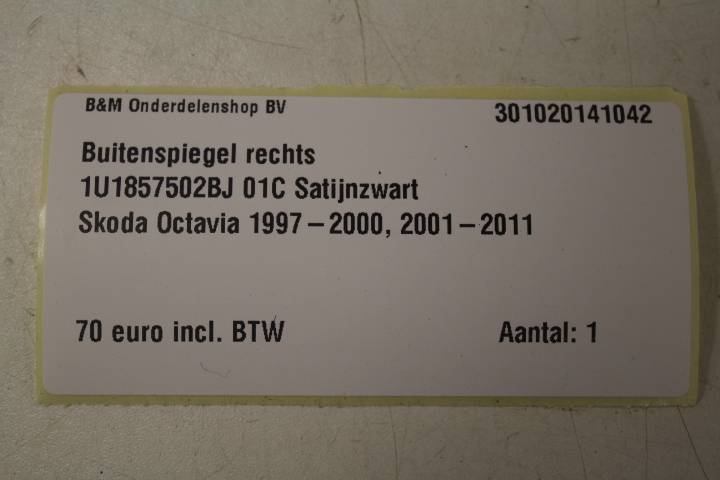 B&M Onderdelenshop BV
301020141042
Buitenspiegel rechts
1U1857502BJ 01C Satijnzwart
Skoda Octavia 1997 – 2000, 2001 – 2011
70 euro incl. BTW
Aantal: 1